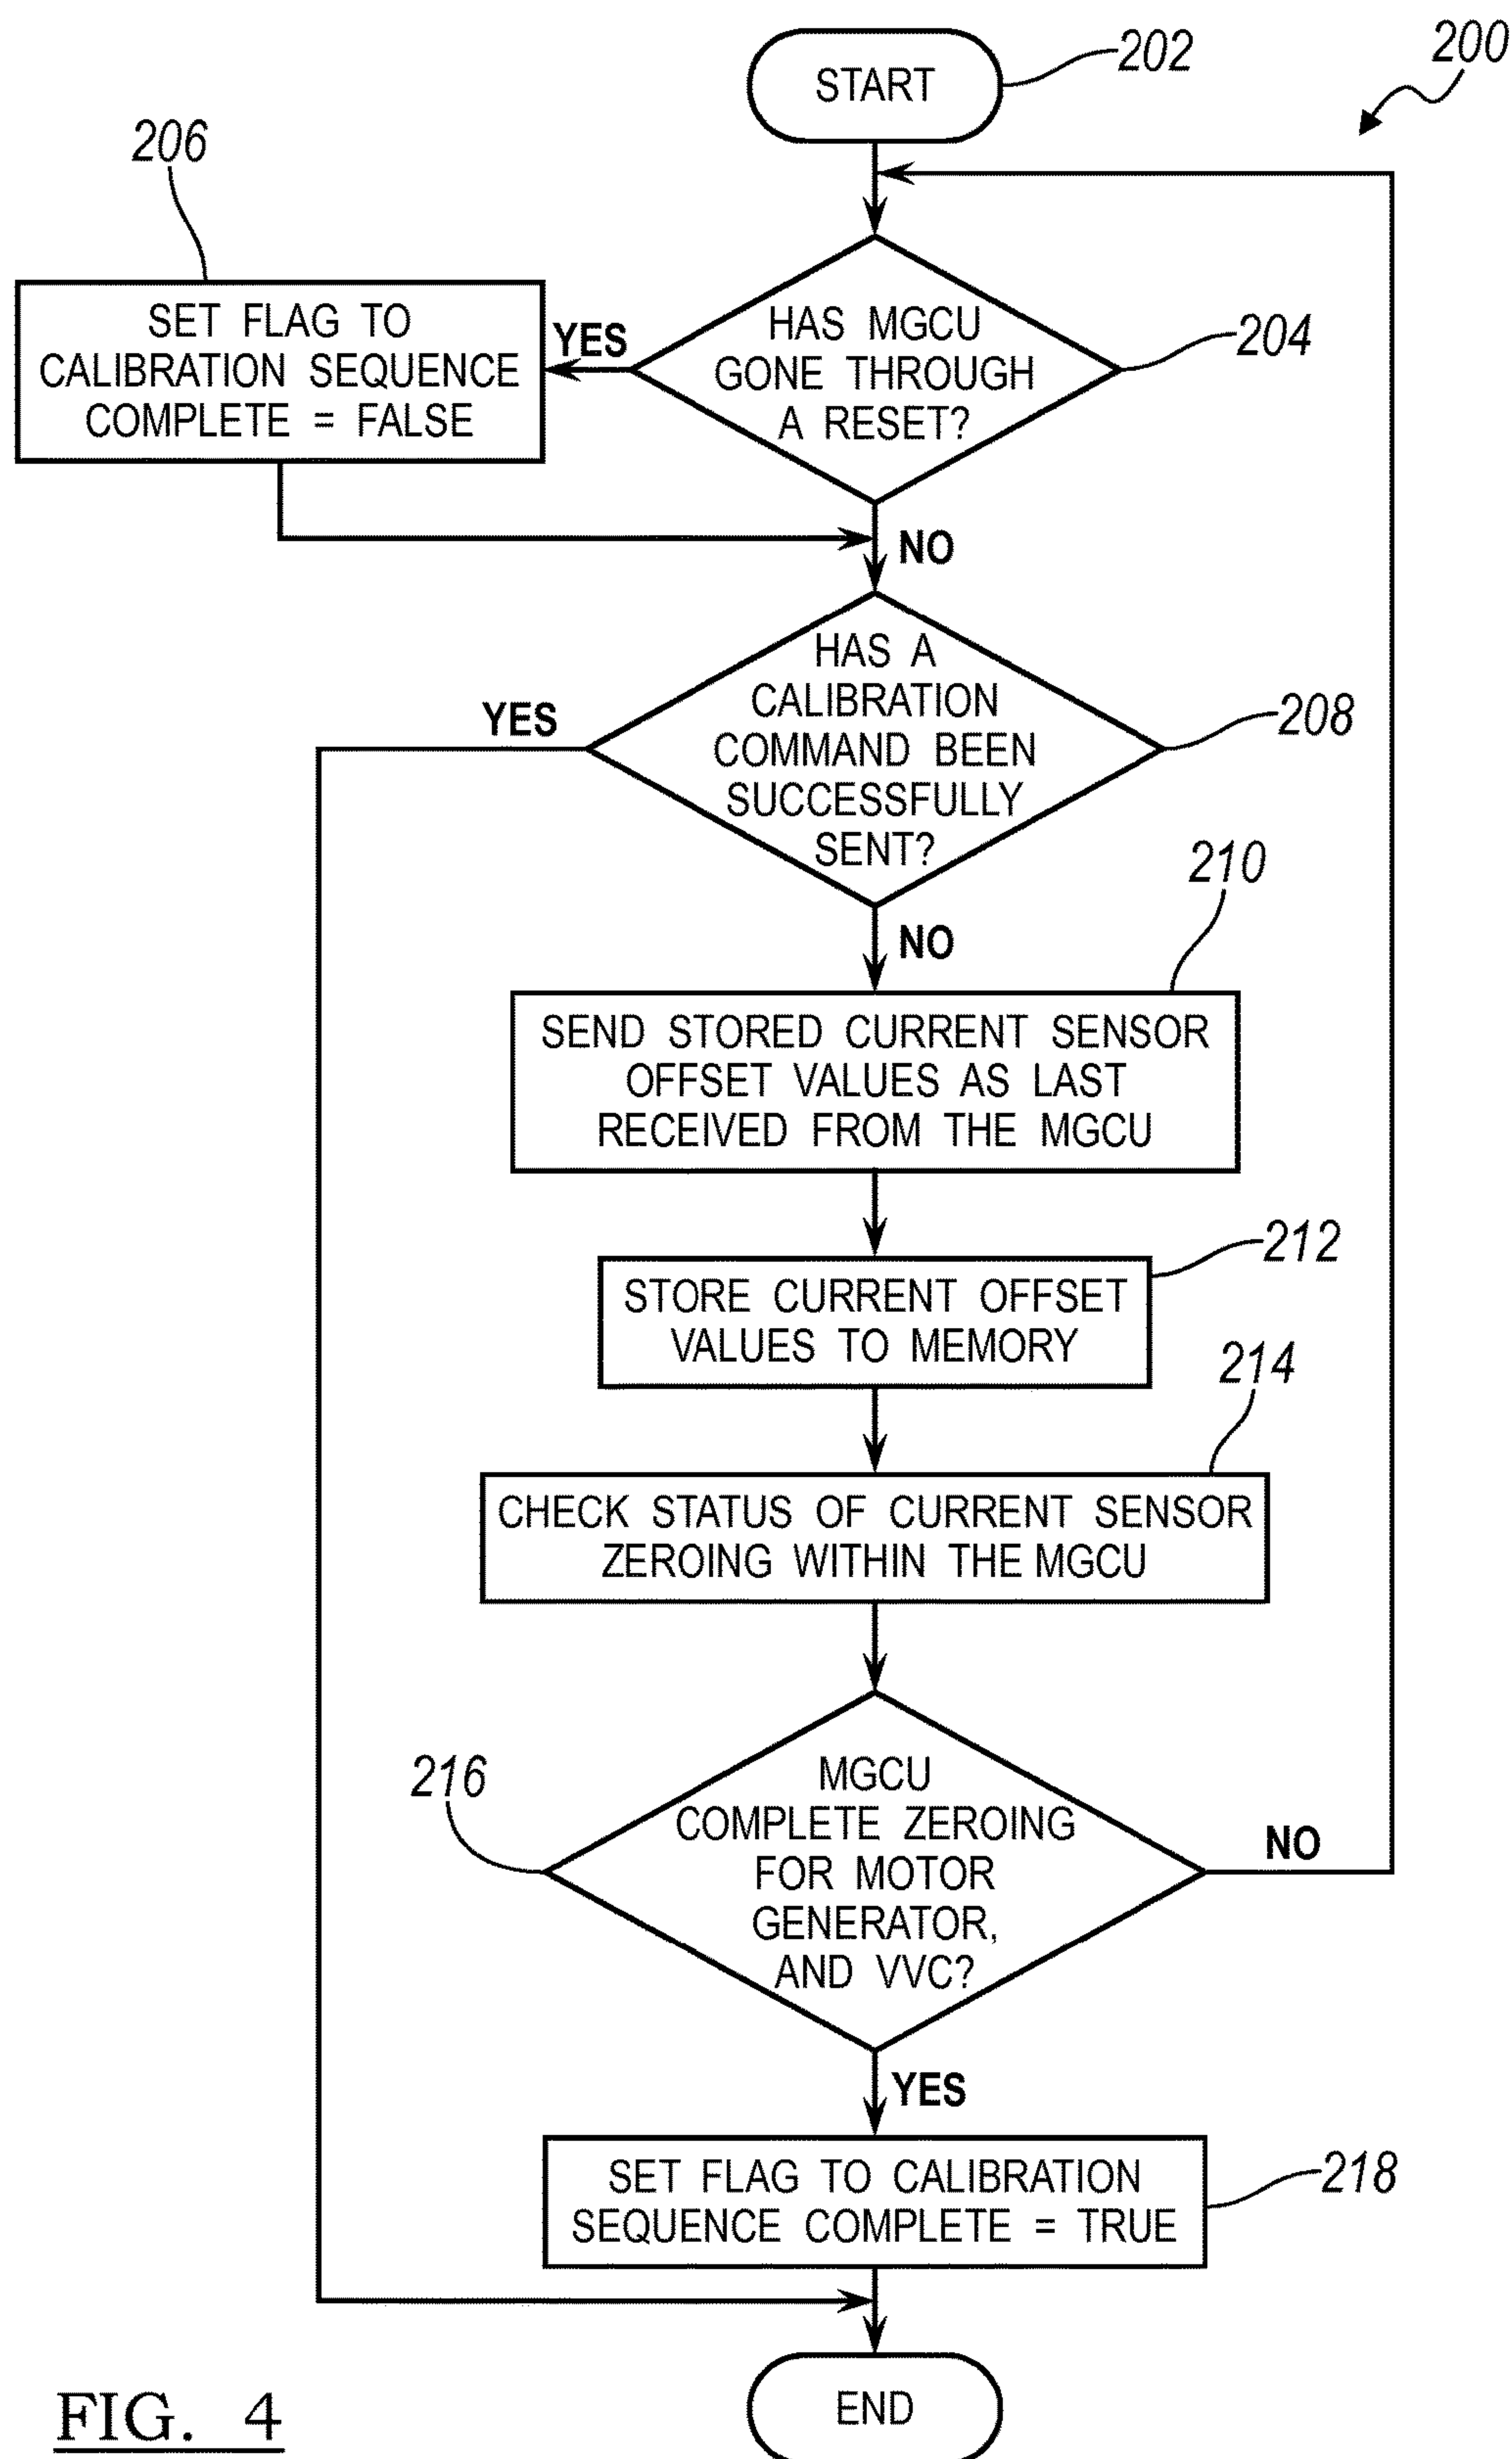 START
202
200
206
SET FLAG TO
CALIBRATION SEQUENCE
COMPLETE = FALSE
YES
HAS MGCU
GONE THROUGH
A RESET?
204
NO
HAS A
CALIBRATION
COMMAND BEEN
SUCCESSFULLY
SENT?
YES
208
NO
210
SEND STORED CURRENT SENSOR
OFFSET VALUES AS LAST
RECEIVED FROM THE MGCU
212
STORE CURRENT OFFSET
VALUES TO MEMORY
214
CHECK STATUS OF CURRENT SENSOR
ZEROING WITHIN THE MGCU
216
MGCU
COMPLETE ZEROING
FOR MOTOR
GENERATOR,
AND VVC?
NO
YES
SET FLAG TO CALIBRATION
SEQUENCE COMPLETE = TRUE
218
END
FIG. 4